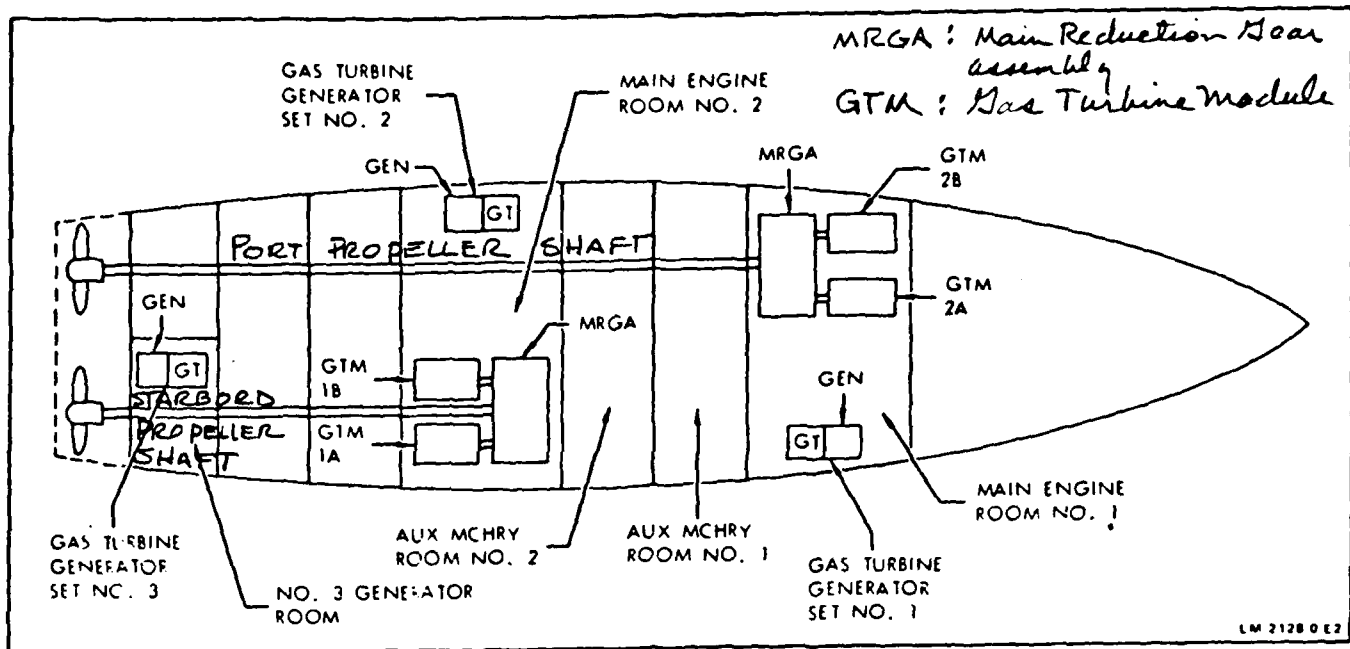 MRGA : Main Reduction Gear
assembly
GTM : Gas Turbine Module
GAS TURBINE
GENERATOR
SET NO. 2
MAIN ENGINE
ROOM NO. 2
GEN
GT
MRGA
GTM
2B
PORT PROPELLER SHAFT
GTM
2A
GEN
GT
MRGA
GTM
1B
GEN
STARBORD
PROPELLER
SHAFT
GTM
1A
GT
MAIN ENGINE
ROOM NO. 1
GAS TURBINE
GENERATOR
SET NO. 3
NO. 3 GENERATOR
ROOM
AUX MCHRY
ROOM NO. 2
AUX MCHRY
ROOM NO. 1
GAS TURBINE
GENERATOR
SET NO. 1
LM 2128 0 E2